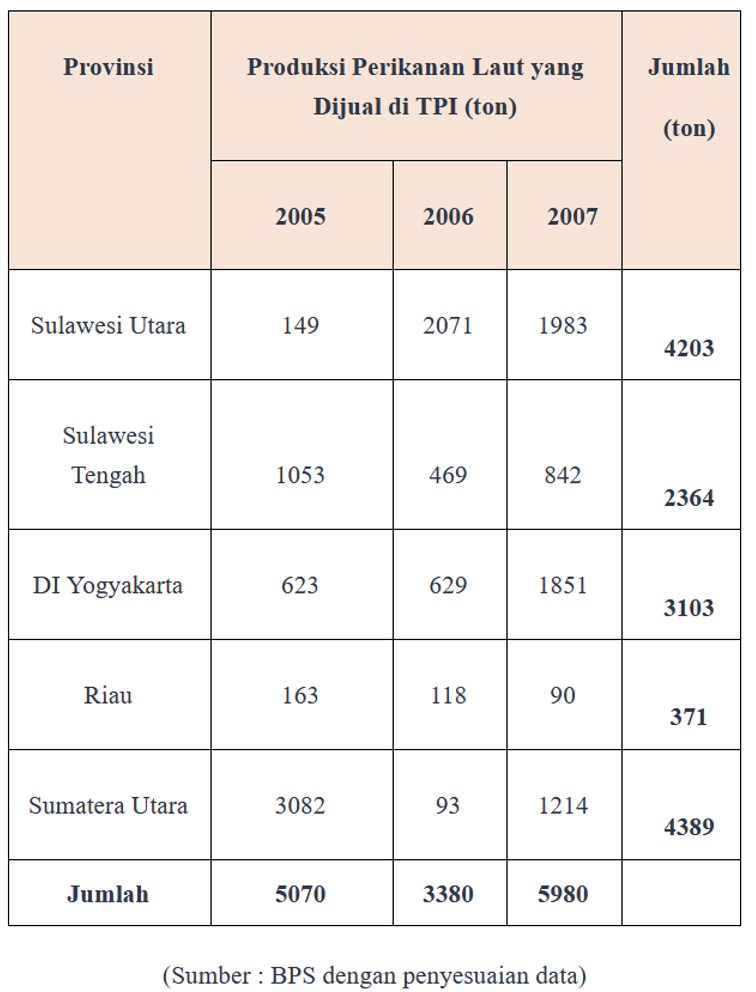 Provinsi
Produksi Perikanan Laut yang
Dijual di TPI (ton)
Jumlah
(ton)
2005 2006 2007
Sulawesi Utara 149 2071 1983 4203
Sulawesi
Tengah 1053 469 842 2364
DI Yogyakarta 623 629 1851 3103
Riau 163 118 90 371
Sumatera Utara 3082 93 1214 4389
Jumlah 5070 3380 5980
(Sumber : BPS dengan penyesuaian data)